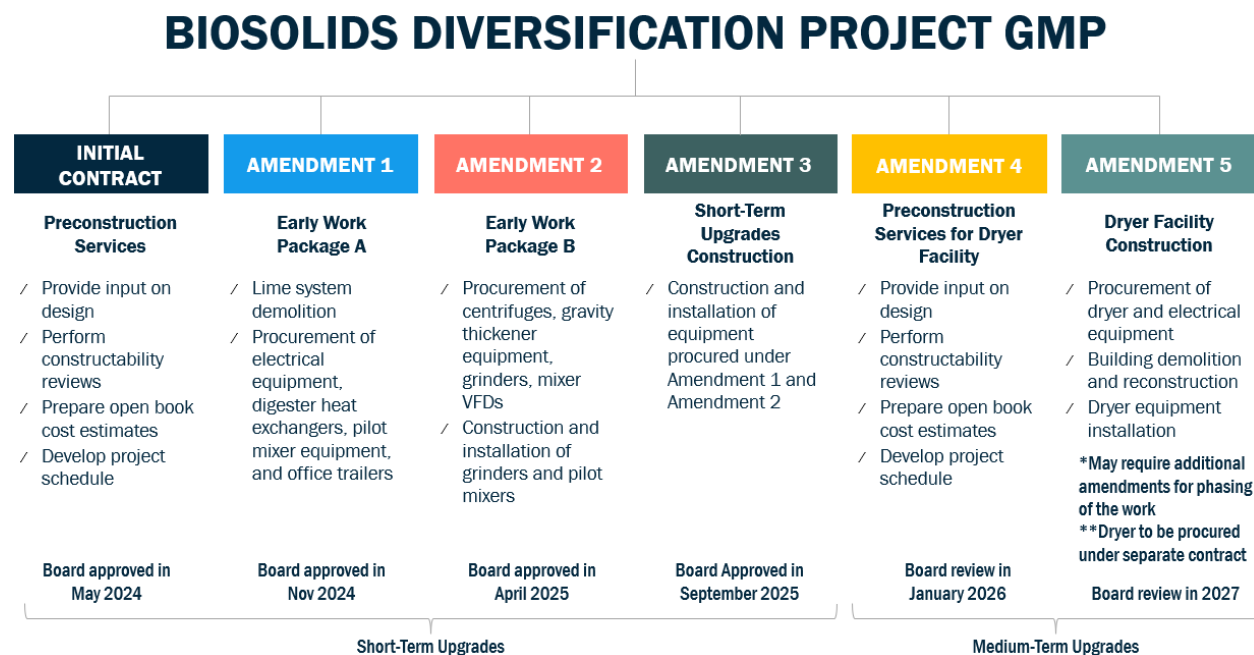 BIOSOLIDS DIVERSIFICATION PROJECT GMP
INITIAL
CONTRACT
Preconstruction
Services
/ Provide input on
design
/ Perform
constructability
reviews
/ Prepare open book
cost estimates
/ Develop project
schedule
Board approved in
May 2024
AMENDMENT 1
Early Work
Package A
/ Lime system
demolition
/ Procurement of
electrical
equipment,
digester heat
exchangers, pilot
mixer equipment,
and office trailers
Board approved in
Nov 2024
AMENDMENT 2
Early Work
Package B
/ Procurement of
centrifuges, gravity
thickener
equipment,
grinders, mixer
VFDs
/ Construction and
installation of
grinders and pilot
mixers
Board approved in
April 2025
AMENDMENT 3
Short-Term
Upgrades
Construction
/ Construction and
installation of
equipment
procured under
Amendment 1 and
Amendment 2
Board Approved in
September 2025
AMENDMENT 4
Preconstruction
Services for Dryer
Facility
/ Provide input on
design
/ Perform
constructability
reviews
/ Prepare open book
cost estimates
/ Develop project
schedule
Board review in
January 2026
AMENDMENT 5
Dryer Facility
Construction
/ Procurement of
dryer and electrical
equipment
/ Building demolition
and reconstruction
/ Dryer equipment
installation
*May require additional
amendments for phasing
of the work
**Dryer to be procured
under separate contract
Board review in 2027
Short-Term Upgrades
Medium-Term Upgrades